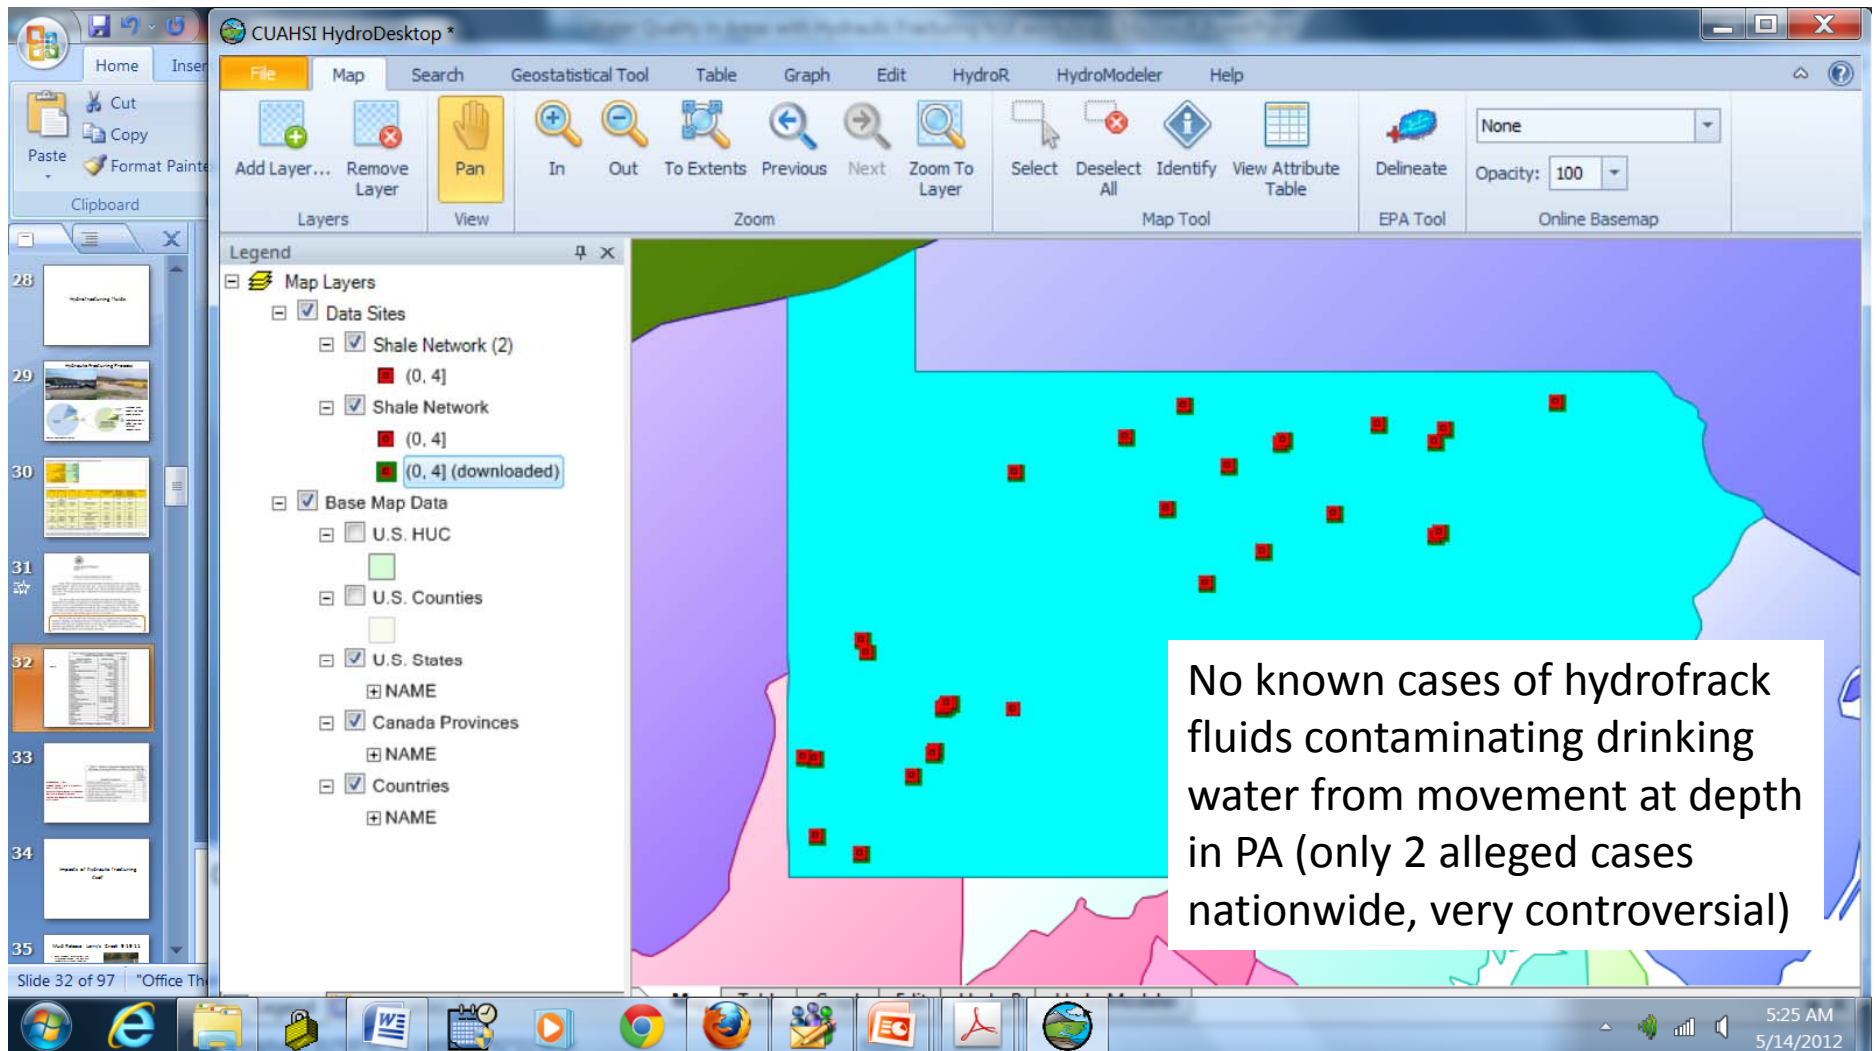 CUAHSI HydroDesktop *
Home Inser
Cut
Copy
Paste
Format Painte
Clipboard
File Map Search Geostatistical Tool Table Graph Edit HydroR HydroModeler Help
Add Layer... Remove Layer Pan In Out To Extents Previous Next Zoom To Layer Select Deselect All Identify View Attribute Table Delineate
None
Opacity: 100
Layers View Zoom Map Tool EPA Tool Online Basemap
Legend
Map Layers
Data Sites
Shale Network (2)
(0, 4]
Shale Network
(0, 4]
(0, 4] (downloaded)
Base Map Data
U.S. HUC
U.S. Counties
U.S. States
NAME
Canada Provinces
NAME
Countries
NAME
28
29
30
31
32
33
34
35
No known cases of hydrofrack
fluids contaminating drinking
water from movement at depth
in PA (only 2 alleged cases
nationwide, very controversial)
Slide 32 of 97 "Office Th
5:25 AM
5/14/2012